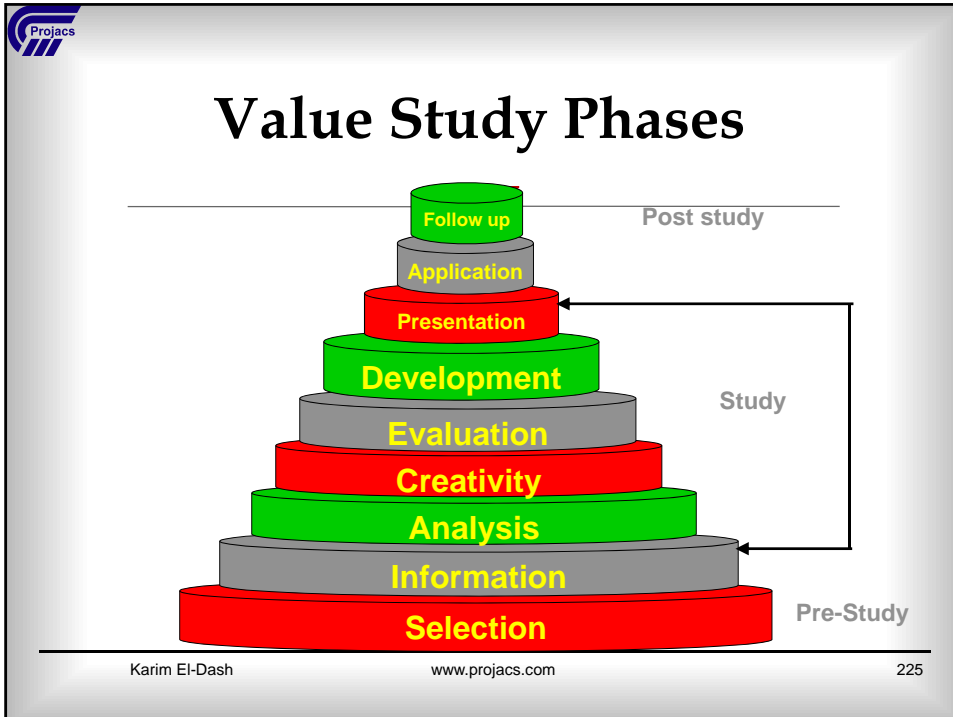 Projacs
Value Study Phases
Follow up
Post study
Application
Presentation
Development
Study
Evaluation
Creativity
Analysis
Information
Pre-Study
Selection
Karim El-Dash
www.projacs.com
225